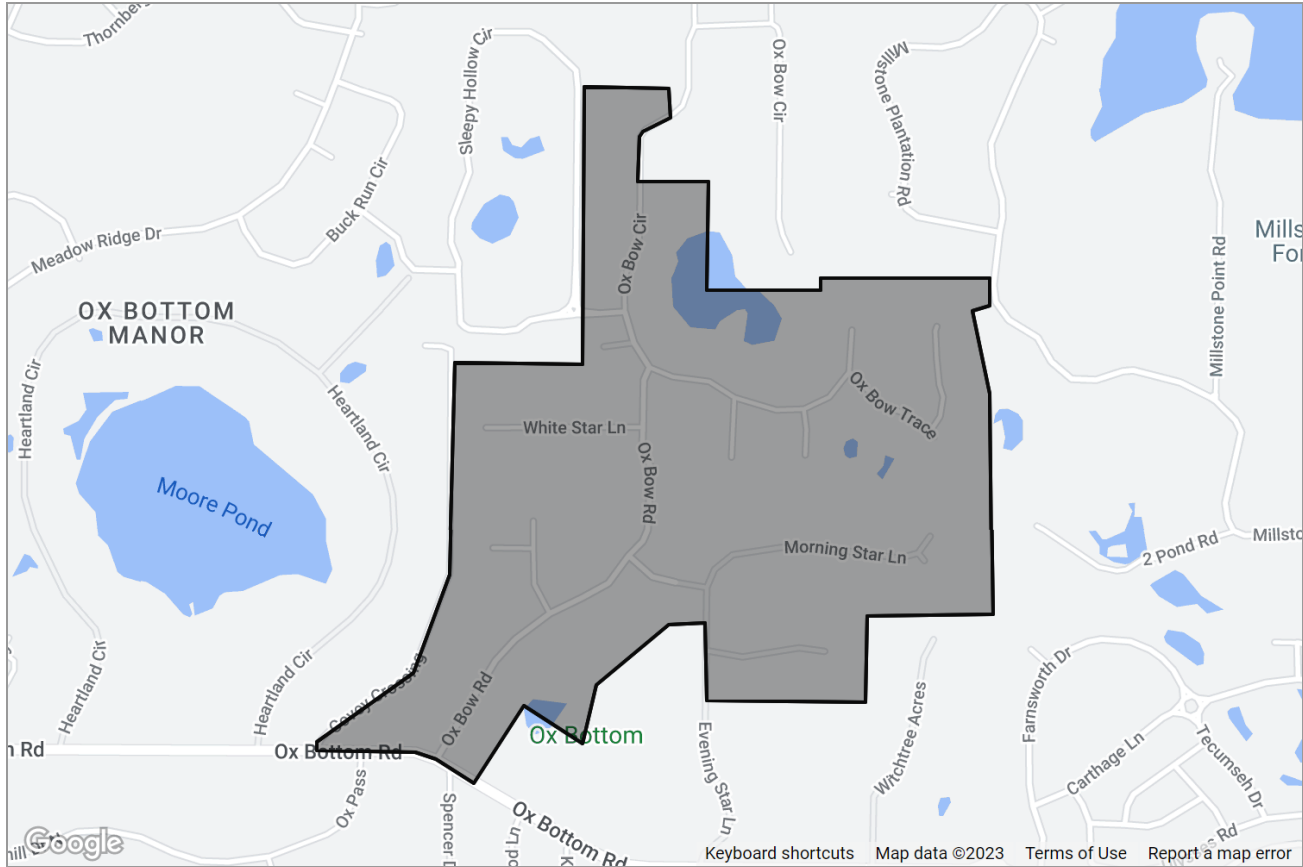 Thornber
Sleepy Hollow Cir
Ox Bow Cir
Millstone Plantation Rd
Buck Run Cir
Meadow Ridge Dr
Ox Bow Cir
Millstone Point Rd
Mills
Fo
OX BOTTOM
MANOR
Heartland Cir
Heartland Cir
Ox Bow Trace
White Star Ln
Ox Bow Rd
Moore Pond
Morning Star Ln
2 Pond Rd
Millsto
Heartland Cir
Heartland Cir
Covey Crossing
Ox Bow Rd
Farnsworth Dr
Witchtree Acres
Ox Bottom
n Rd
Ox Bottom Rd
Evening Star Ln
Carthage Ln
Tecumseh Dr
Ox Pass
Spencer D
Ox Bottom Rd
Google
Keyboard shortcuts
Map data ©2023
Terms of Use
Report a map error